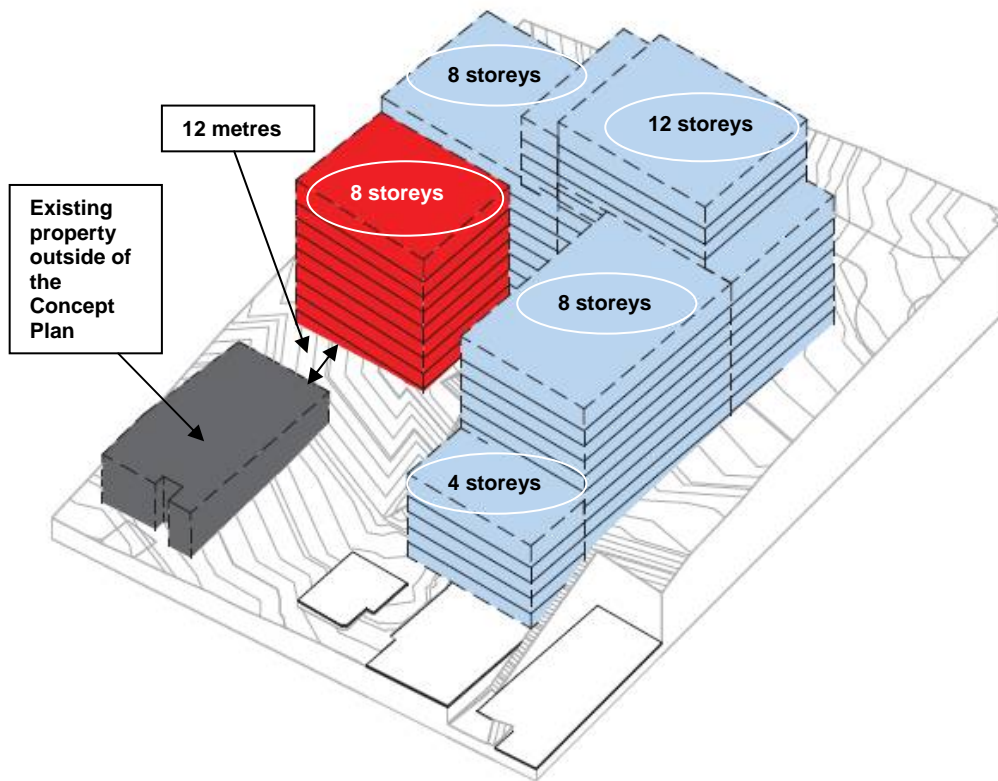 8 storeys
12 storeys
12 metres
8 storeys
Existing
property
outside of
the
Concept
Plan
8 storeys
4 storeys